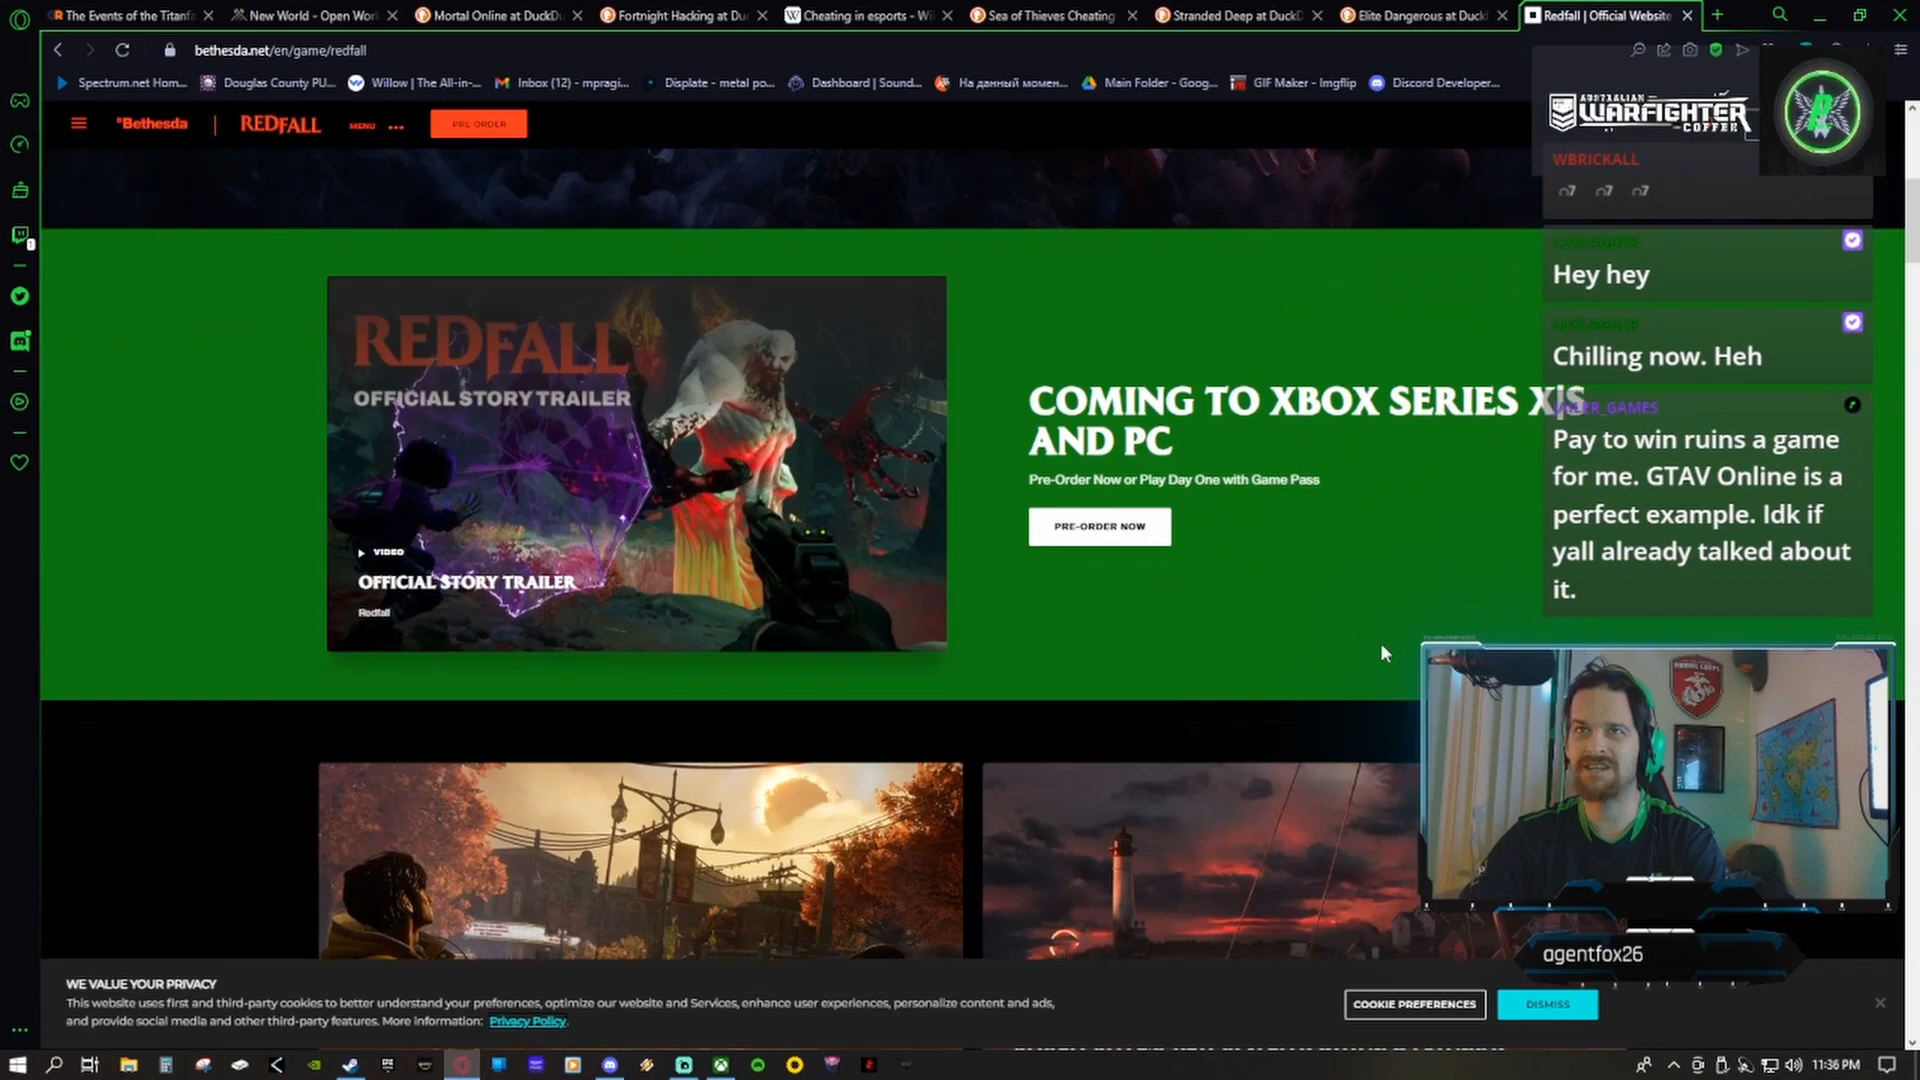 The Events of the Titanfa
New World - Open Worl
Mortal Online at DuckDu
Fortnight Hacking at Du
Cheating in esports - Wi
Sea of Thieves Cheating
Stranded Deep at DuckD
Elite Dangerous at Duck
Redfall | Official Website
bethesda.net/en/game/redfall
Spectrum.net Hom...
Douglas County PU...
Willow | The All-in-...
Inbox (12) - mpragi...
Displate - metal po...
Dashboard | Sound...
На данный момен...
Main Folder - Goog...
GIF Maker - Imgflip
Discord Developer...
Bethesda
REDFALL
MENU
PRE-ORDER
AUSTRALIAN
WARFIGHTER
COFFEE
WBRICKALL
Hey hey
Chilling now. Heh
Pay to win ruins a game
for me. GTAV Online is a
perfect example. Idk if
yall already talked about
it.
REDFALL
OFFICIAL STORY TRAILER
VIDEO
OFFICIAL STORY TRAILER
Redfall
COMING TO XBOX SERIES X|S
AND PC
Pre-Order Now or Play Day One with Game Pass
PRE-ORDER NOW
agentfox26
WE VALUE YOUR PRIVACY
This website uses first and third-party cookies to better understand your preferences, optimize our website and Services, enhance user experiences, personalize content and ads,
and provide social media and other third-party features. More information: Privacy Policy.
COOKIE PREFERENCES
DISMISS
11:36 PM